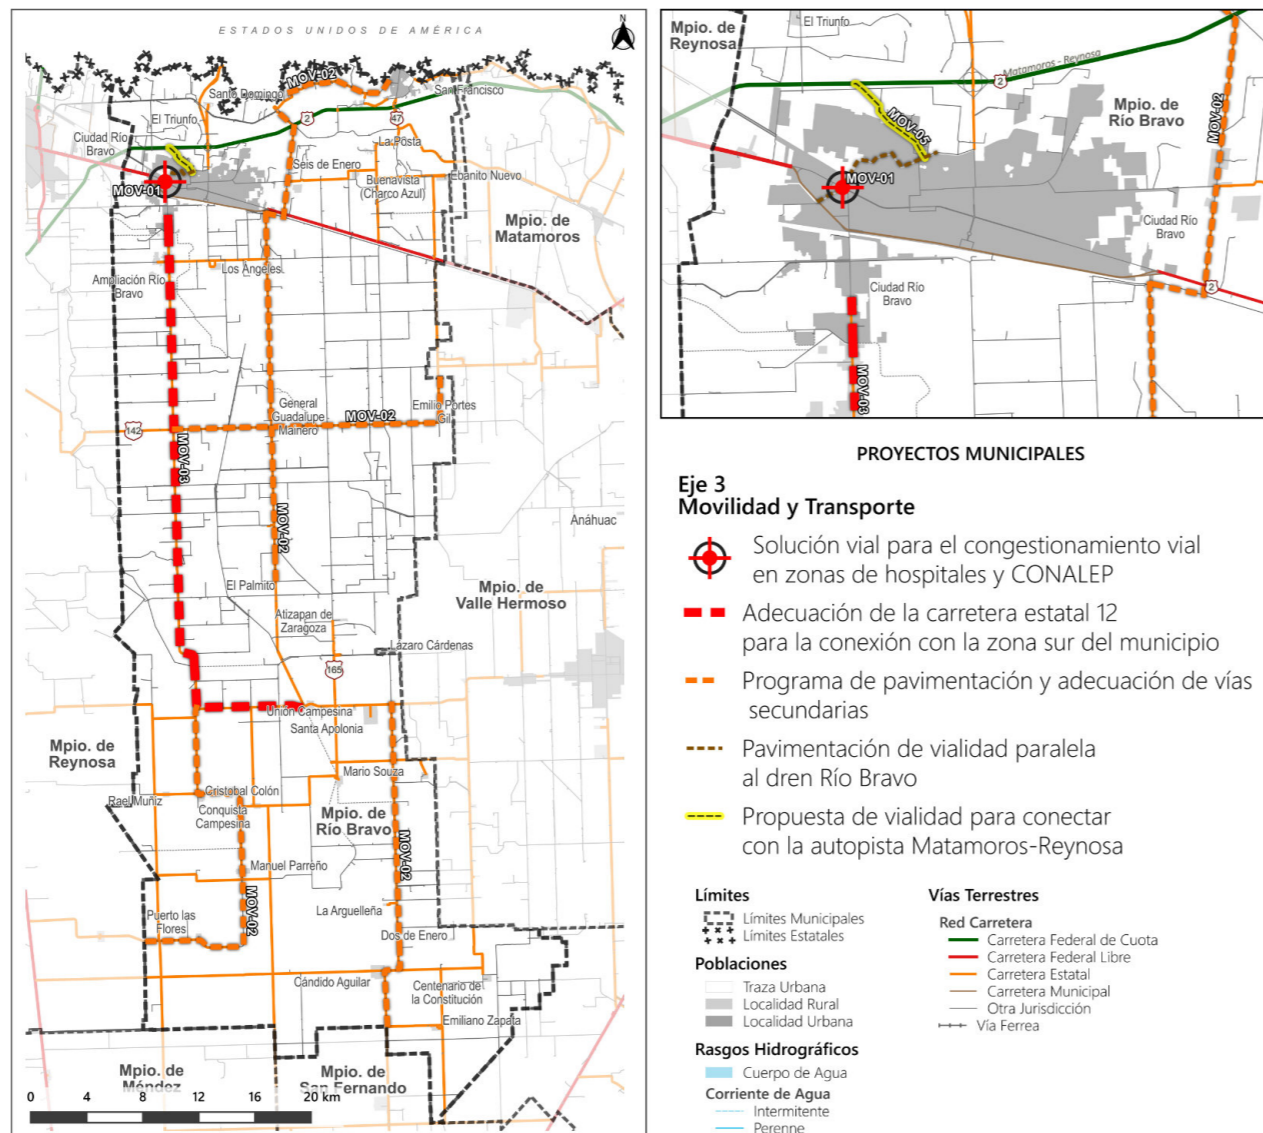 ESTADOS UNIDOS DE AMÉRICA
N
MOV-02
Santo Domingo
San Francisco
El Triunfo
2
47
Ciudad Río
Bravo
La Posta
Seis de Enero
Ebanito Nuevo
MOV-01
Buenavista
(Charco Azul)
Mpio. de
Matamoros
Los Angeles
Ampliación Río
Bravo
General
Guadalupe
Mainero
MOV-02
Emilio Portes
Gil
142
MOV-03
MOV-02
Anáhuac
El Palmito
Mpio. de
Valle Hermoso
Atizapan de
Zaragoza
Lázaro Cárdenas
165
Unión Campesina
Santa Apolonia
Mpio. de
Reynosa
Mario Souza
Rael Muñiz
Cristobal Colón
Conquista
Campesina
Mpio. de
Río Bravo
MOV-02
Manuel Parreño
MOV-02
La Arguelleña
Puerto las
Flores
Dos de Enero
Cándido Aguilar
Centenario de
la Constitución
Emiliano Zapata
Mpio. de
Méndez
Mpio. de
San Fernando
0 4 8 12 16 20 km
Mpio. de
Reynosa
El Triunfo
Matamoros - Reynosa
2
MOV-05
Mpio. de
Río Bravo
MOV-02
MOV-01
Ciudad Río
Bravo
Ciudad Río
Bravo
2
MOV-03
PROYECTOS MUNICIPALES
Eje 3
Movilidad y Transporte
Solución vial para el congestionamiento vial
en zonas de hospitales y CONALEP
Adecuación de la carretera estatal 12
para la conexión con la zona sur del municipio
Programa de pavimentación y adecuación de vías
secundarias
Pavimentación de vialidad paralela
al dren Río Bravo
Propuesta de vialidad para conectar
con la autopista Matamoros-Reynosa
Límites
Límites Municipales
Límites Estatales
Poblaciones
Traza Urbana
Localidad Rural
Localidad Urbana
Rasgos Hidrográficos
Cuerpo de Agua
Corriente de Agua
Intermitente
Perenne
Vías Terrestres
Red Carretera
Carretera Federal de Cuota
Carretera Federal Libre
Carretera Estatal
Carretera Municipal
Otra Jurisdicción
Vía Ferrea